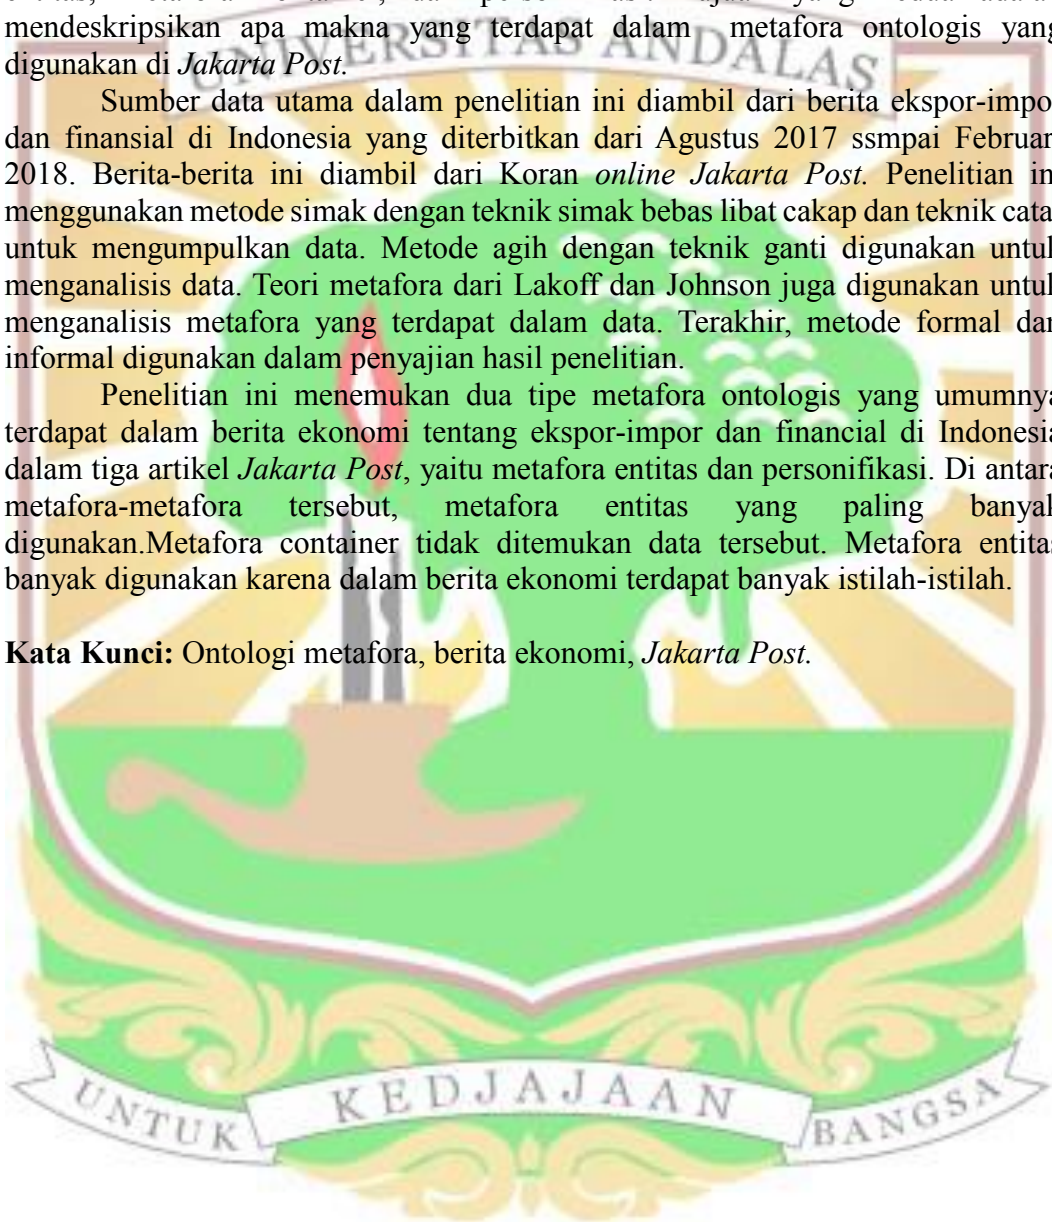 mendeskripsikan apa makna yang terdapat dalam metafora ontologis yang
digunakan di Jakarta Post.
UNIVERSITAS ANDALAS
Sumber data utama dalam penelitian ini diambil dari berita ekspor-impo
dan finansial di Indonesia yang diterbitkan dari Agustus 2017 ssmpai Februar
2018. Berita-berita ini diambil dari Koran online Jakarta Post. Penelitian in
menggunakan metode simak dengan teknik simak bebas libat cakap dan teknik cata
untuk mengumpulkan data. Metode agih dengan teknik ganti digunakan untu
menganalisis data. Teori metafora dari Lakoff dan Johnson juga digunakan untu
menganalisis metafora yang terdapat dalam data. Terakhir, metode formal da
informal digunakan dalam penyajian hasil penelitian.
Penelitian ini menemukan dua tipe metafora ontologis yang umumnya
terdapat dalam berita ekonomi tentang ekspor-impor dan financial di Indonesia
dalam tiga artikel Jakarta Post, yaitu metafora entitas dan personifikasi. Di antara
metafora-metafora tersebut, metafora entitas yang paling banyak
digunakan.Metafora container tidak ditemukan data tersebut. Metafora entitas
banyak digunakan karena dalam berita ekonomi terdapat banyak istilah-istilah.
Kata Kunci: Ontologi metafora, berita ekonomi, Jakarta Post.
UNTUK KEDJAJAAN BANGSA